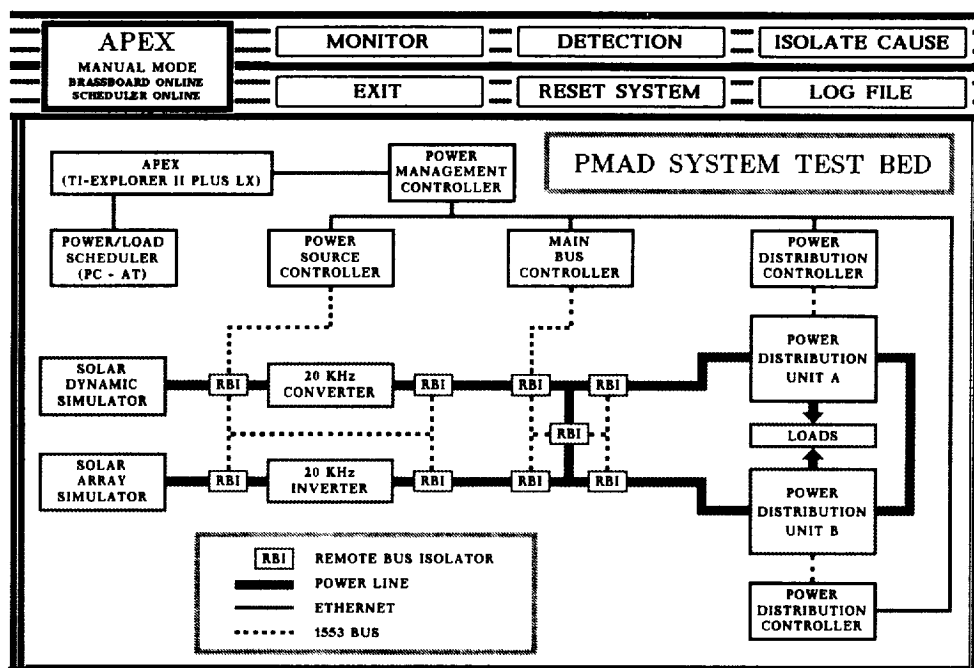 APEX
MANUAL MODE
BRASSBOARD ONLINE
SCHEDULER ONLINE
MONITOR
DETECTION
ISOLATE CAUSE
EXIT
RESET SYSTEM
LOG FILE
PMAD SYSTEM TEST BED
APEX
(TI-EXPLORER II PLUS LX)
POWER
MANAGEMENT
CONTROLLER
POWER/LOAD
SCHEDULER
(PC - AT)
POWER
SOURCE
CONTROLLER
MAIN
BUS
CONTROLLER
POWER
DISTRIBUTION
CONTROLLER
SOLAR
DYNAMIC
SIMULATOR
RBI
20 KHz
CONVERTER
RBI
RBI
RBI
POWER
DISTRIBUTION
UNIT A
RBI
LOADS
SOLAR
ARRAY
SIMULATOR
RBI
20 KHz
INVERTER
RBI
RBI
RBI
POWER
DISTRIBUTION
UNIT B
RBI REMOTE BUS ISOLATOR
POWER LINE
ETHERNET
1553 BUS
POWER
DISTRIBUTION
CONTROLLER